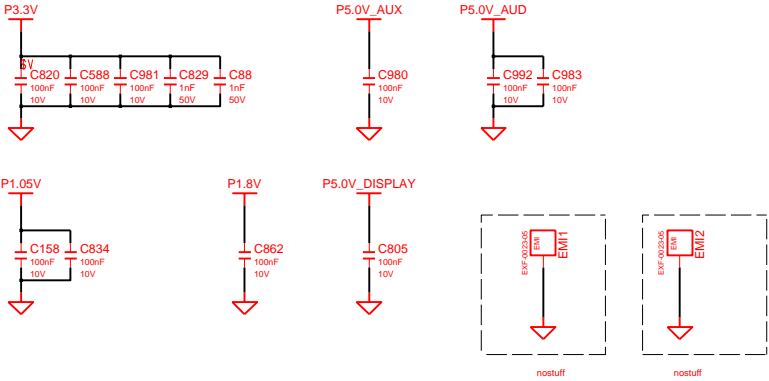 P3.3V
P5.0V_AUX
P5.0V_AUD
5V
C820
100nF
10V
C588
100nF
10V
C981
100nF
10V
C829
1nF
50V
C88
1nF
50V
C980
100nF
10V
C992
100nF
10V
C983
100nF
10V
P1.05V
P1.8V
P5.0V_DISPLAY
C158
100nF
10V
C834
100nF
10V
C862
100nF
10V
C805
100nF
10V
EXF-0023-05
EMI
EMI1
EXF-0023-05
EMI
EMI2
nostuff
nostuff